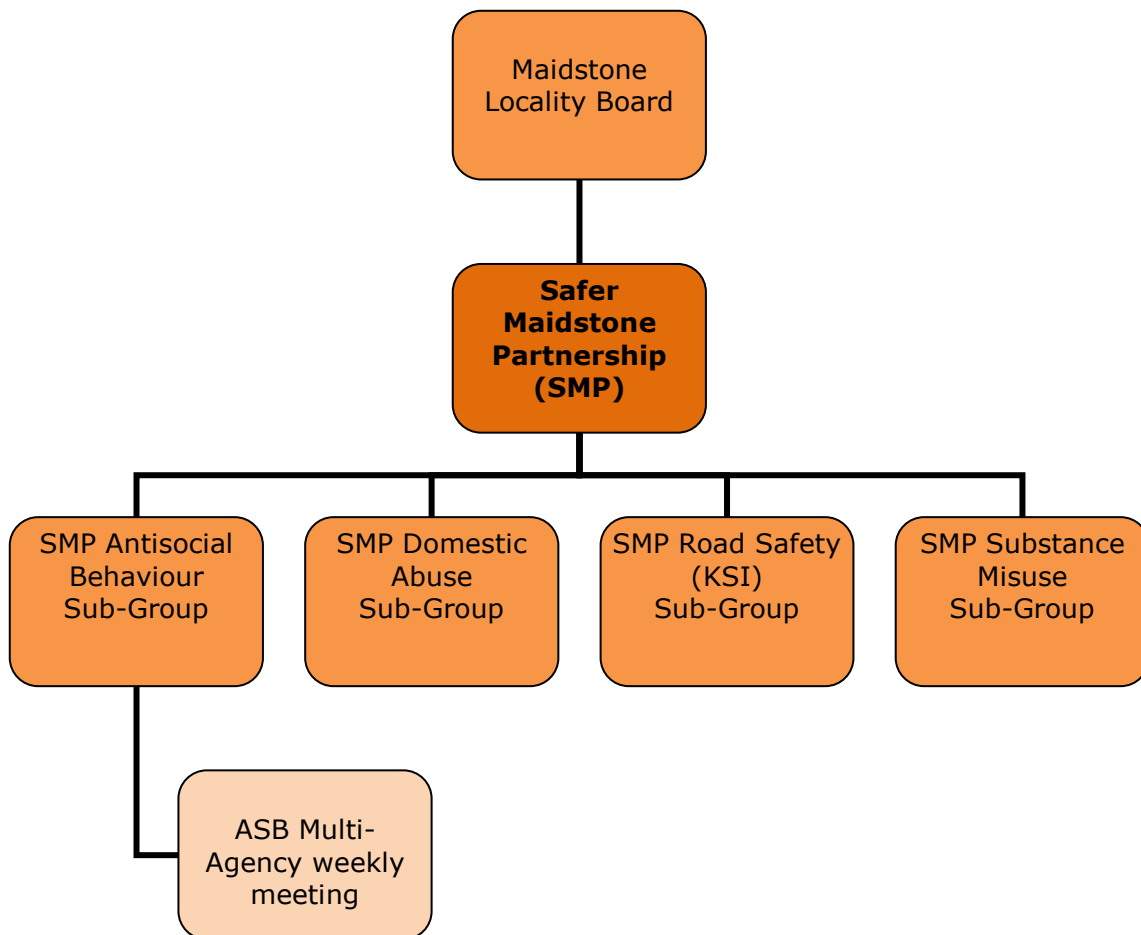 Maidstone
Locality Board
Safer
Maidstone
Partnership
(SMP)
SMP Antisocial
Behaviour
Sub-Group
SMP Domestic
Abuse
Sub-Group
SMP Road Safety
(KSI)
Sub-Group
SMP Substance
Misuse
Sub-Group
ASB Multi-
Agency weekly
meeting